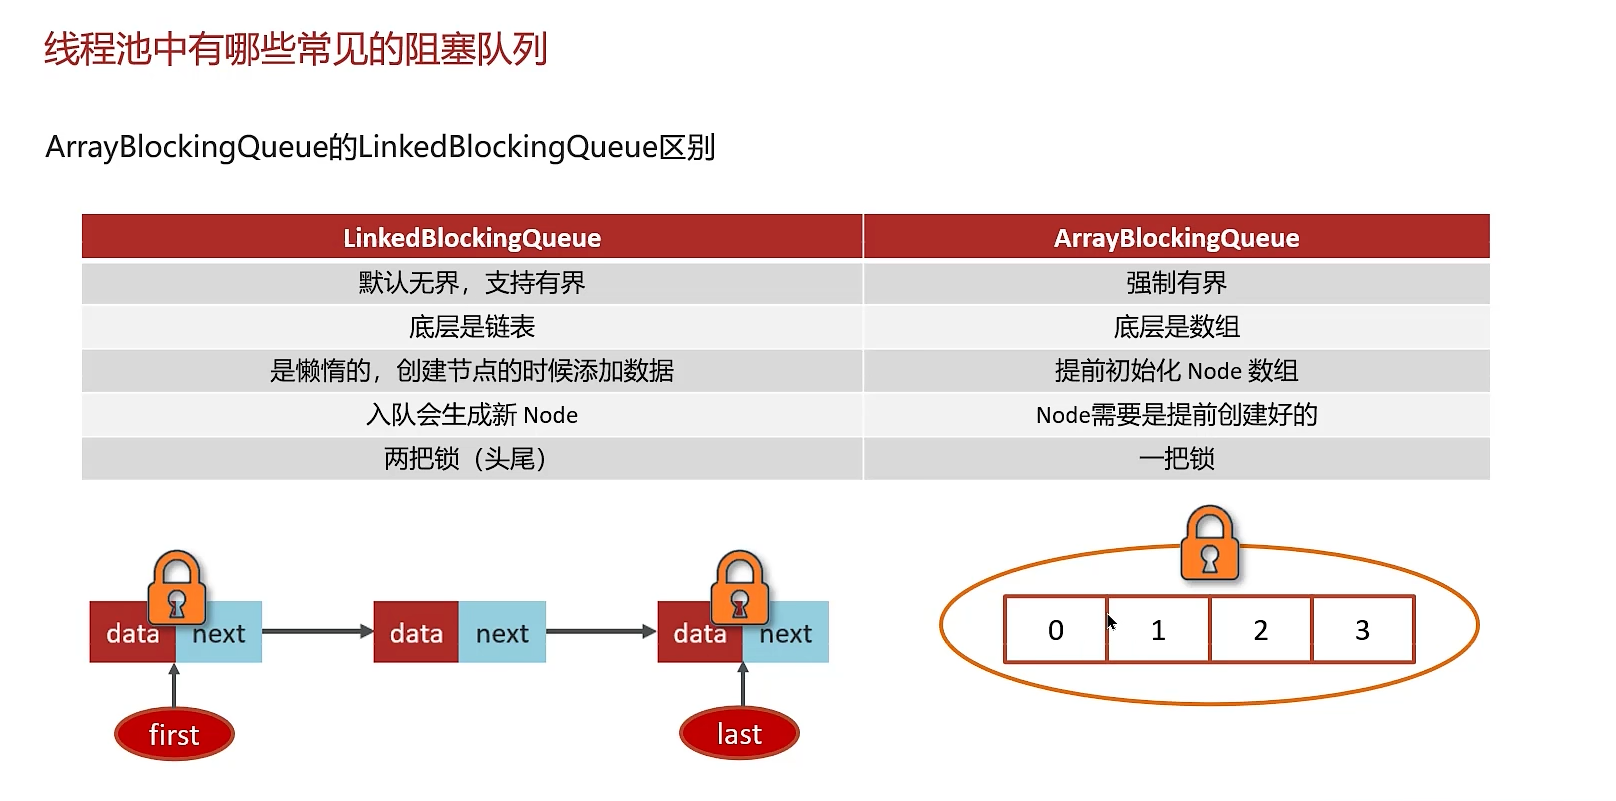 线程池中有哪些常见的阻塞队列
ArrayBlockingQueue的LinkedBlockingQueue区别
LinkedBlockingQueue ArrayBlockingQueue
默认无界，支持有界 强制有界
底层是链表 底层是数组
是懒惰的，创建节点的时候添加数据 提前初始化 Node 数组
入队会生成新 Node Node需要是提前创建好的
两把锁（头尾） 一把锁
data next data next data next 0 1 2 3
first last